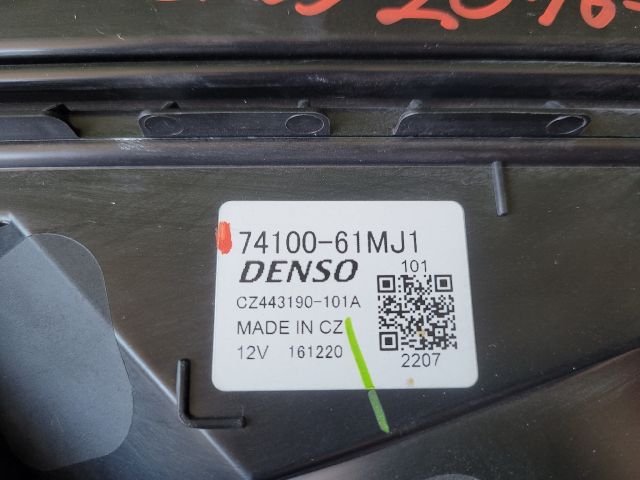 74100-61MJ1
DENSO
101
CZ443190-101A
MADE IN CZ
12V 161220
2207